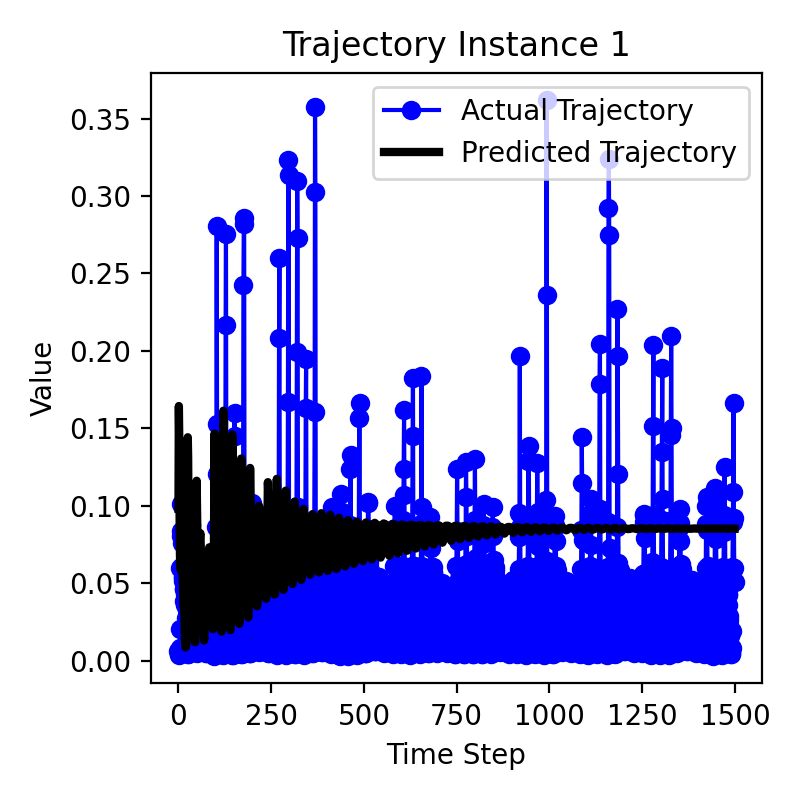 Trajectory Instance 1
Actual Trajectory
Predicted Trajectory
Value
0.35
0.30
0.25
0.20
0.15
0.10
0.05
0.00
0 250 500 750 1000 1250 1500
Time Step